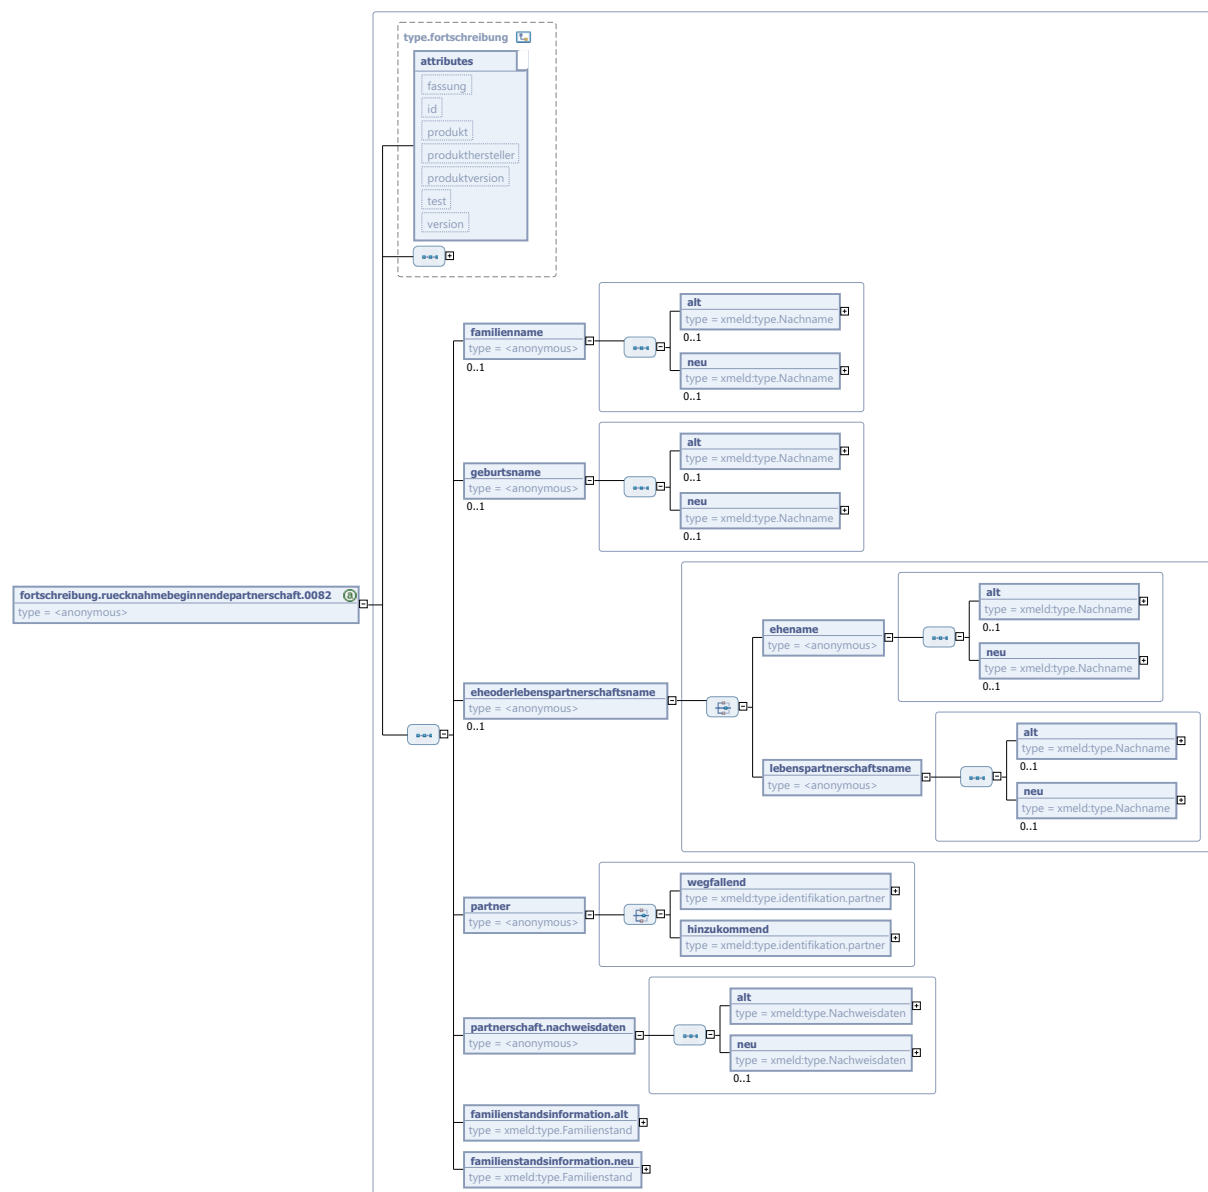 type.fortschreibung
attributes
fassung
id
produkt
produkthersteller
produktversion
test
version
familienname
type = <anonymous>
0..1
alt
type = xmeld:type.Nachname
0..1
neu
type = xmeld:type.Nachname
0..1
geburtsname
type = <anonymous>
0..1
alt
type = xmeld:type.Nachname
0..1
neu
type = xmeld:type.Nachname
0..1
fortschreibung.ruecknahmebeginnendepartnerschaft.0082 a
type = <anonymous>
eheoderlebenspartnerschaftsname
type = <anonymous>
0..1
ehename
type = <anonymous>
alt
type = xmeld:type.Nachname
0..1
neu
type = xmeld:type.Nachname
0..1
lebenspartnerschaftsname
type = <anonymous>
alt
type = xmeld:type.Nachname
0..1
neu
type = xmeld:type.Nachname
0..1
partner
type = <anonymous>
wegfallend
type = xmeld:type.identifikation.partner
hinzukommend
type = xmeld:type.identifikation.partner
partnerschaft.nachweisdaten
type = <anonymous>
alt
type = xmeld:type.Nachweisdaten
neu
type = xmeld:type.Nachweisdaten
0..1
familienstandsinformation.alt
type = xmeld:type.Familienstand
familienstandsinformation.neu
type = xmeld:type.Familienstand